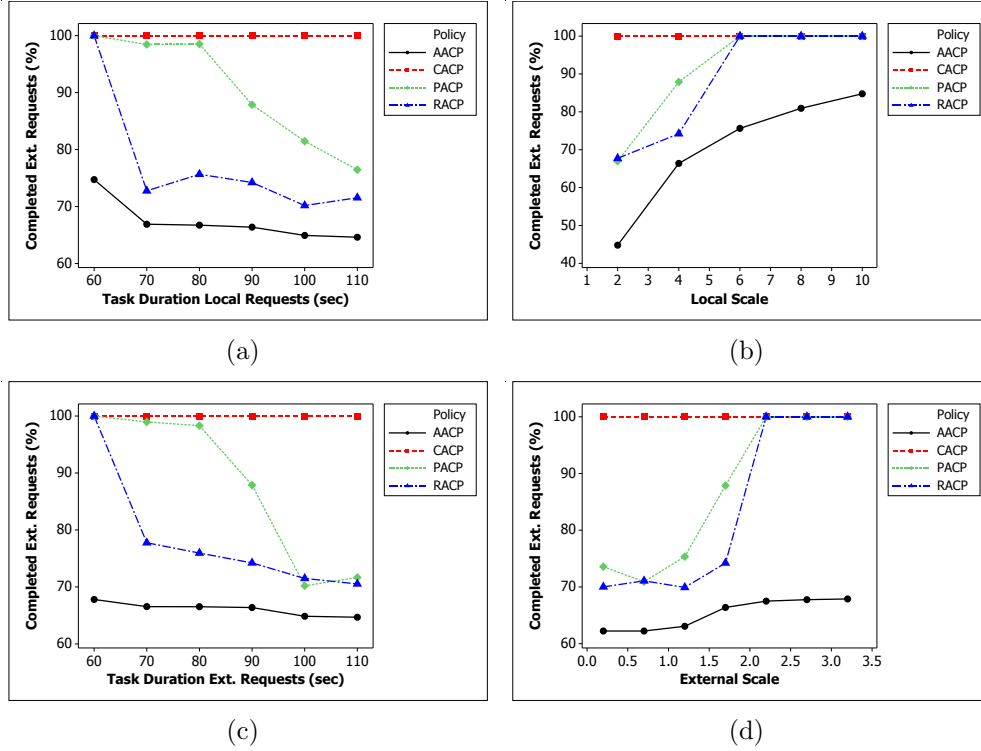 Completed Ext. Requests (%)
100
90
80
70
60
60 70 80 90 100 110
Task Duration Local Requests (sec)
Policy
AACP
CACP
PACP
RACP
(a)
Completed Ext. Requests (%)
100
90
80
70
60
50
40
1 2 3 4 5 6 7 8 9 10
Local Scale
Policy
AACP
CACP
PACP
RACP
(b)
Completed Ext. Requests (%)
100
90
80
70
60
60 70 80 90 100 110
Task Duration Ext. Requests (sec)
Policy
AACP
CACP
PACP
RACP
(c)
Completed Ext. Requests (%)
100
90
80
70
60
0.0 0.5 1.0 1.5 2.0 2.5 3.0 3.5
External Scale
Policy
AACP
CACP
PACP
RACP
(d)